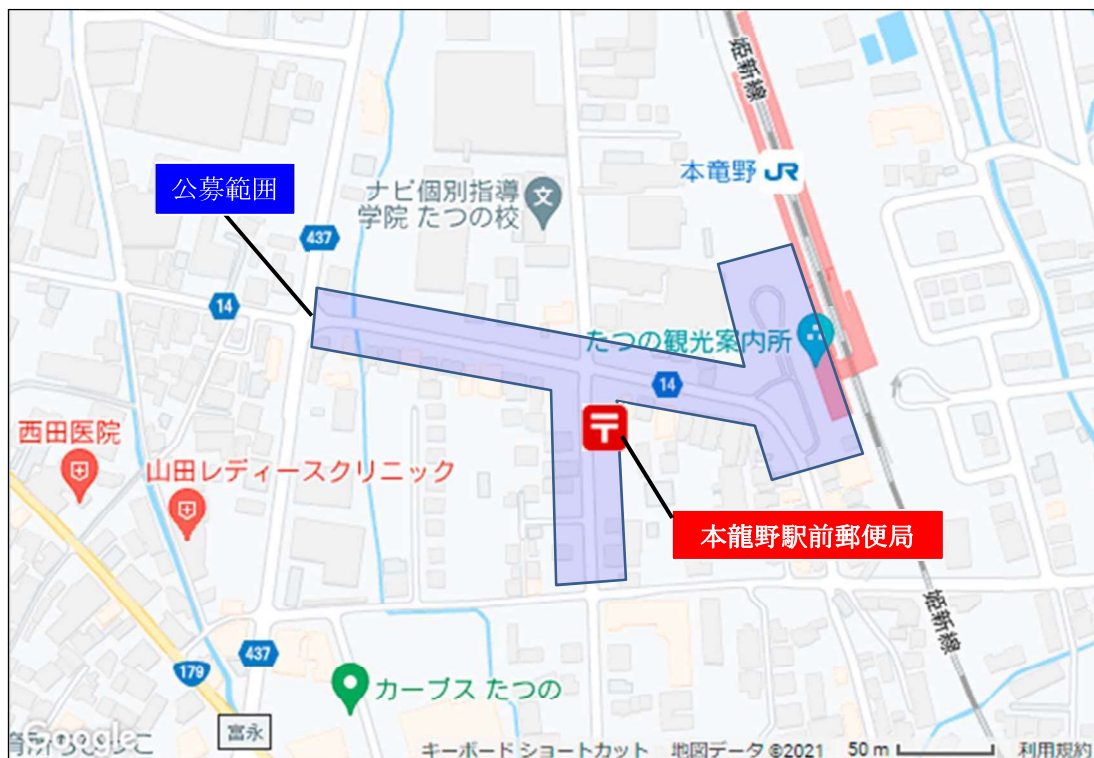 姫新線
本竜野 JR
公募範囲
ナビ個別指導
学院 たつの校
437
14
たつの観光案内所
14
西田医院
山田レディースクリニック
本龍野駅前郵便局
姫新線
437
179
カーブス たつの
富永
Google
キーボード ショートカット 地図データ ©2021 50 m 利用規約